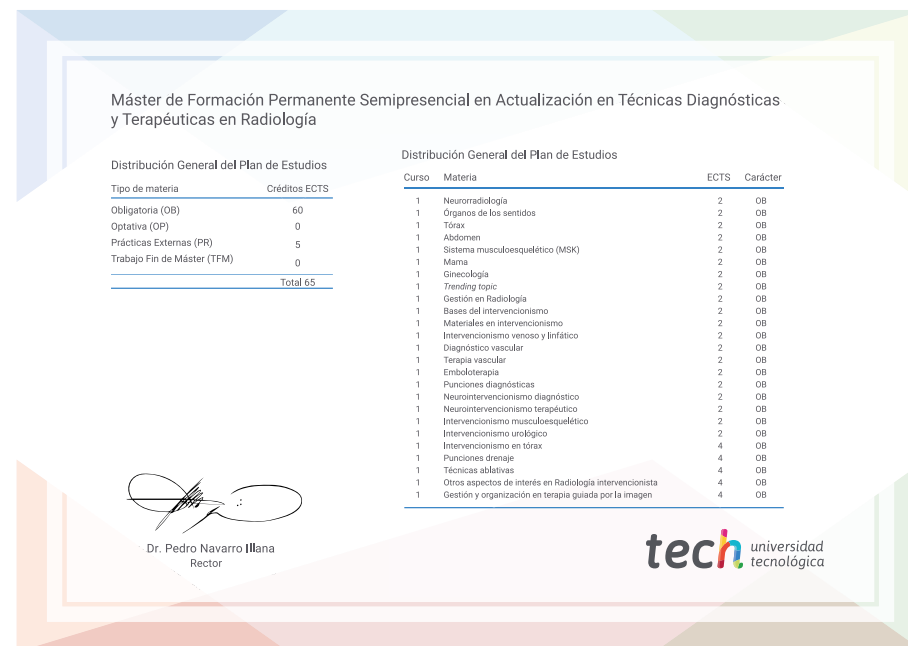 Máster de Formación Permanente Semipresencial en Actualización en Técnicas Diagnósticas
y Terapéuticas en Radiología
Distribución General del Plan de Estudios
Tipo de materia Créditos ECTS
Obligatoria (OB) 60
Optativa (OP) 0
Prácticas Externas (PR) 5
Trabajo Fin de Máster (TFM) 0
Total 65
Distribución General del Plan de Estudios
Curso Materia ECTS Carácter
1 Neurorradiología 2 OB
1 Órganos de los sentidos 2 OB
1 Tórax 2 OB
1 Abdomen 2 OB
1 Sistema musculoesquelético (MSK) 2 OB
1 Mama 2 OB
1 Ginecología 2 OB
1 Trending topic 2 OB
1 Gestión en Radiología 2 OB
1 Bases del intervencionismo 2 OB
1 Materiales en intervencionismo 2 OB
1 Intervencionismo venoso y linfático 2 OB
1 Diagnóstico vascular 2 OB
1 Terapia vascular 2 OB
1 Emboloterapia 2 OB
1 Punciones diagnósticas 2 OB
1 Neurointervencionismo diagnóstico 2 OB
1 Neurointervencionismo terapéutico 2 OB
1 Intervencionismo musculoesquelético 2 OB
1 Intervencionismo urológico 2 OB
1 Intervencionismo en tórax 4 OB
1 Punciones drenaje 4 OB
1 Técnicas ablativas 4 OB
1 Otros aspectos de interés en Radiología intervencionista 4 OB
1 Gestión y organización en terapia guiada por la imagen 4 OB
Dr. Pedro Navarro Illana
Rector
tech universidad
tecnológica